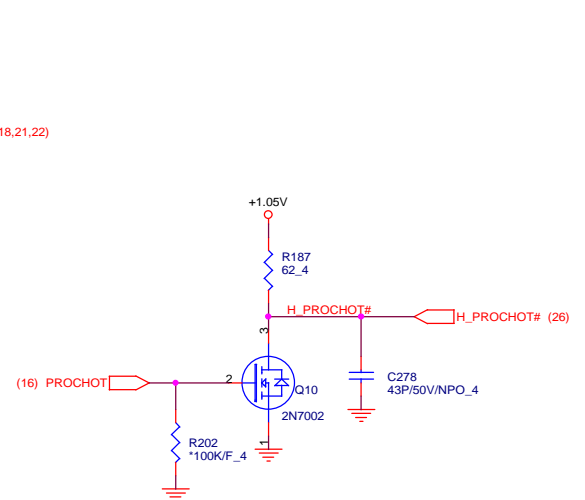 18,21,22)
+1.05V
R187
62_4
H_PROCHOT#
H_PROCHOT# (26)
3
(16) PROCHOT
2
Q10
C278
43P/50V/NPO_4
2N7002
1
R202
*100K/F_4